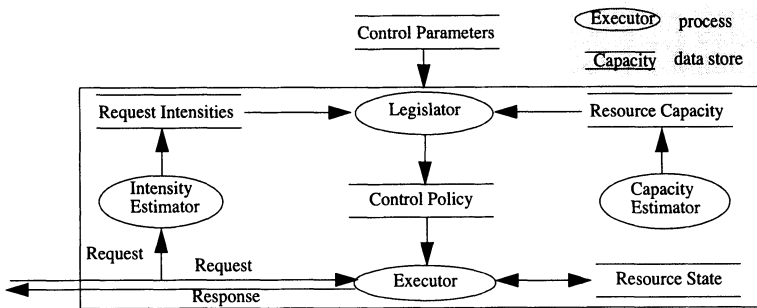 Executor process
Control Parameters
Capacity data store
Request Intensities
Legislator
Resource Capacity
Intensity
Estimator
Control Policy
Capacity
Estimator
Request
Request
Executor
Resource State
Response